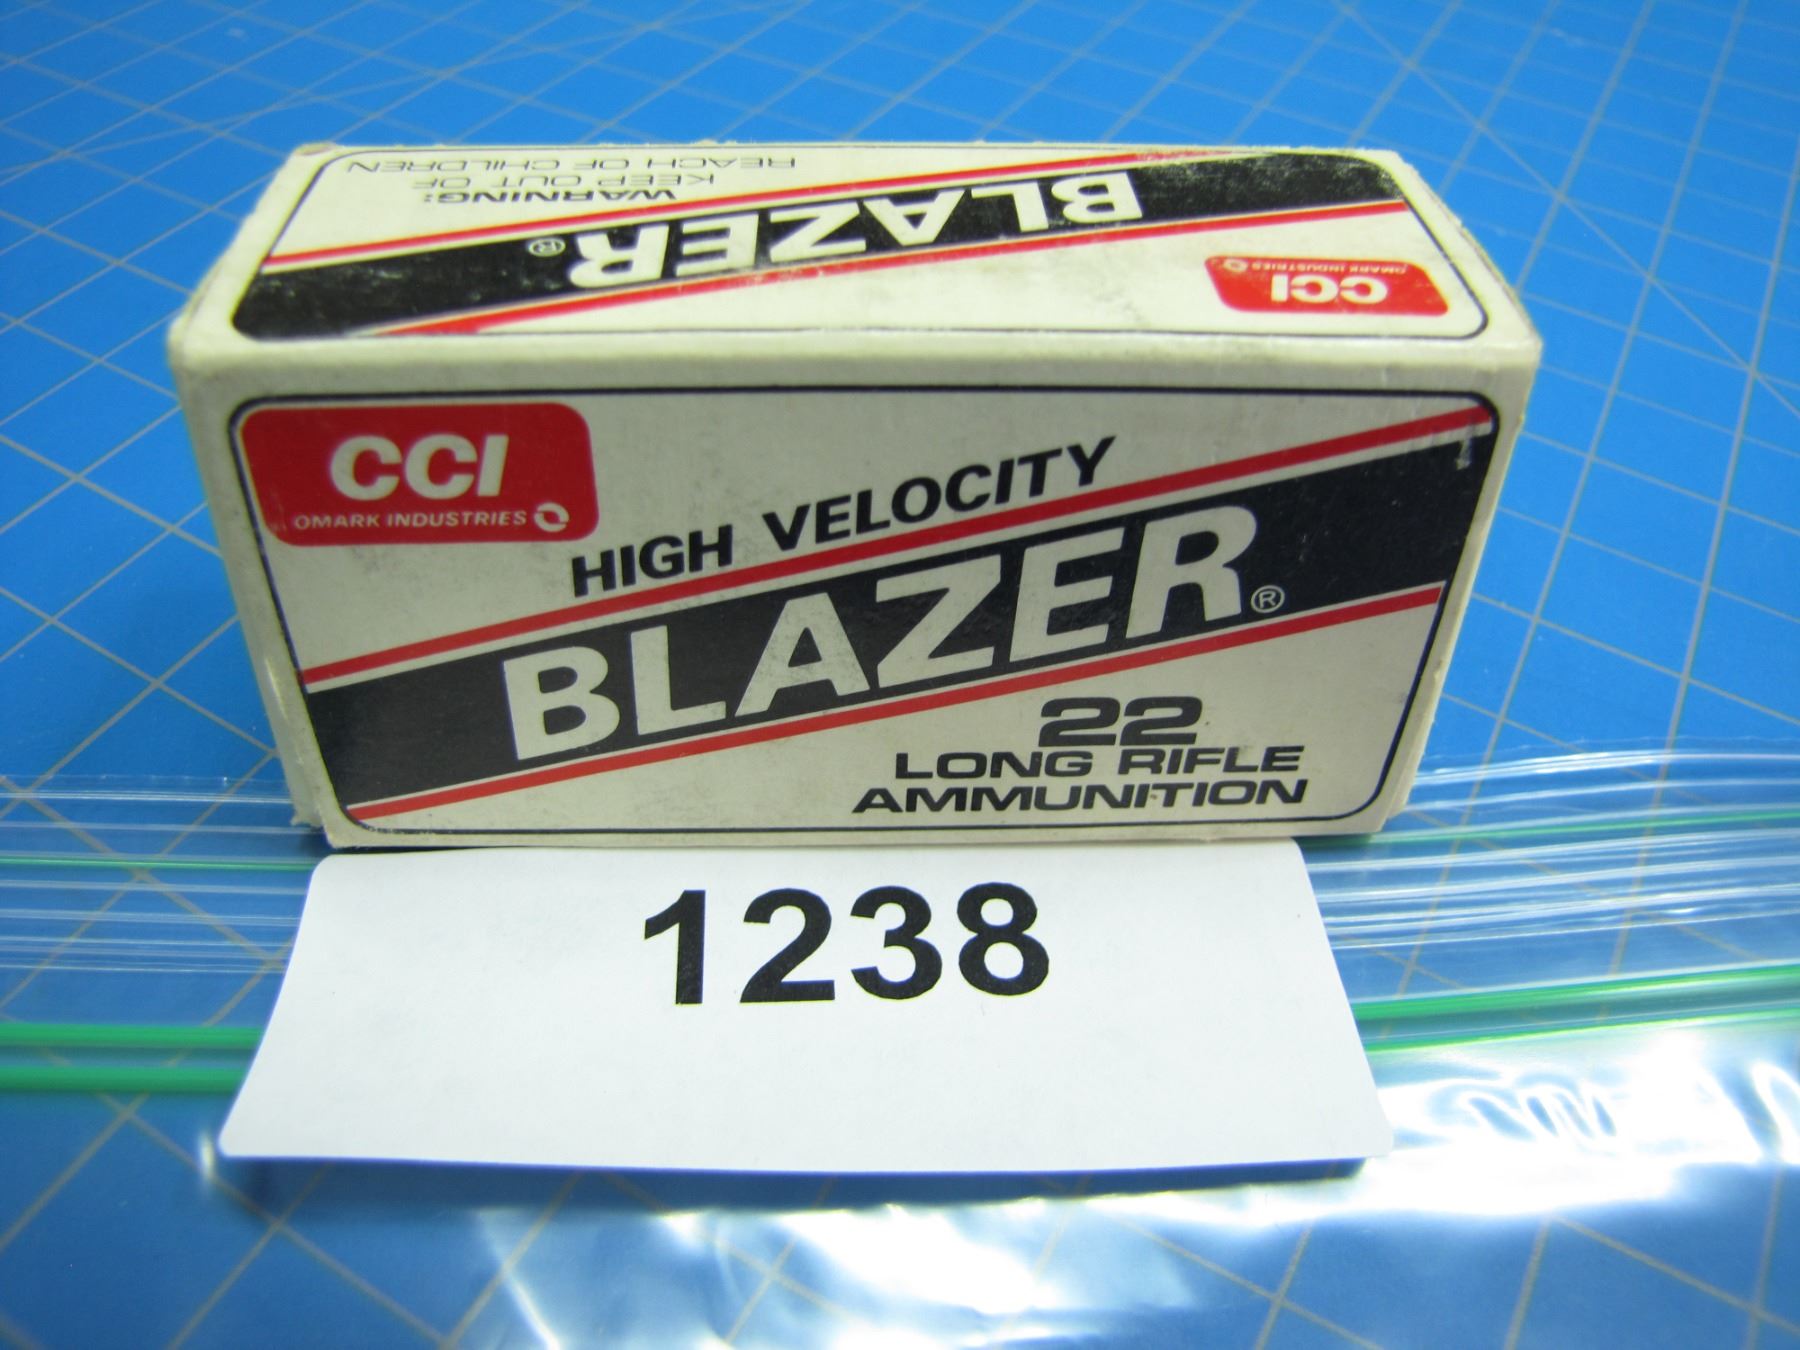 WARNING:
KEEP OUT OF
REACH OF CHILDREN
BLAZER®
CCI
OMARK INDUSTRIES
CCI
OMARK INDUSTRIES
HIGH VELOCITY
BLAZER®
22
LONG RIFLE
AMMUNITION
1238